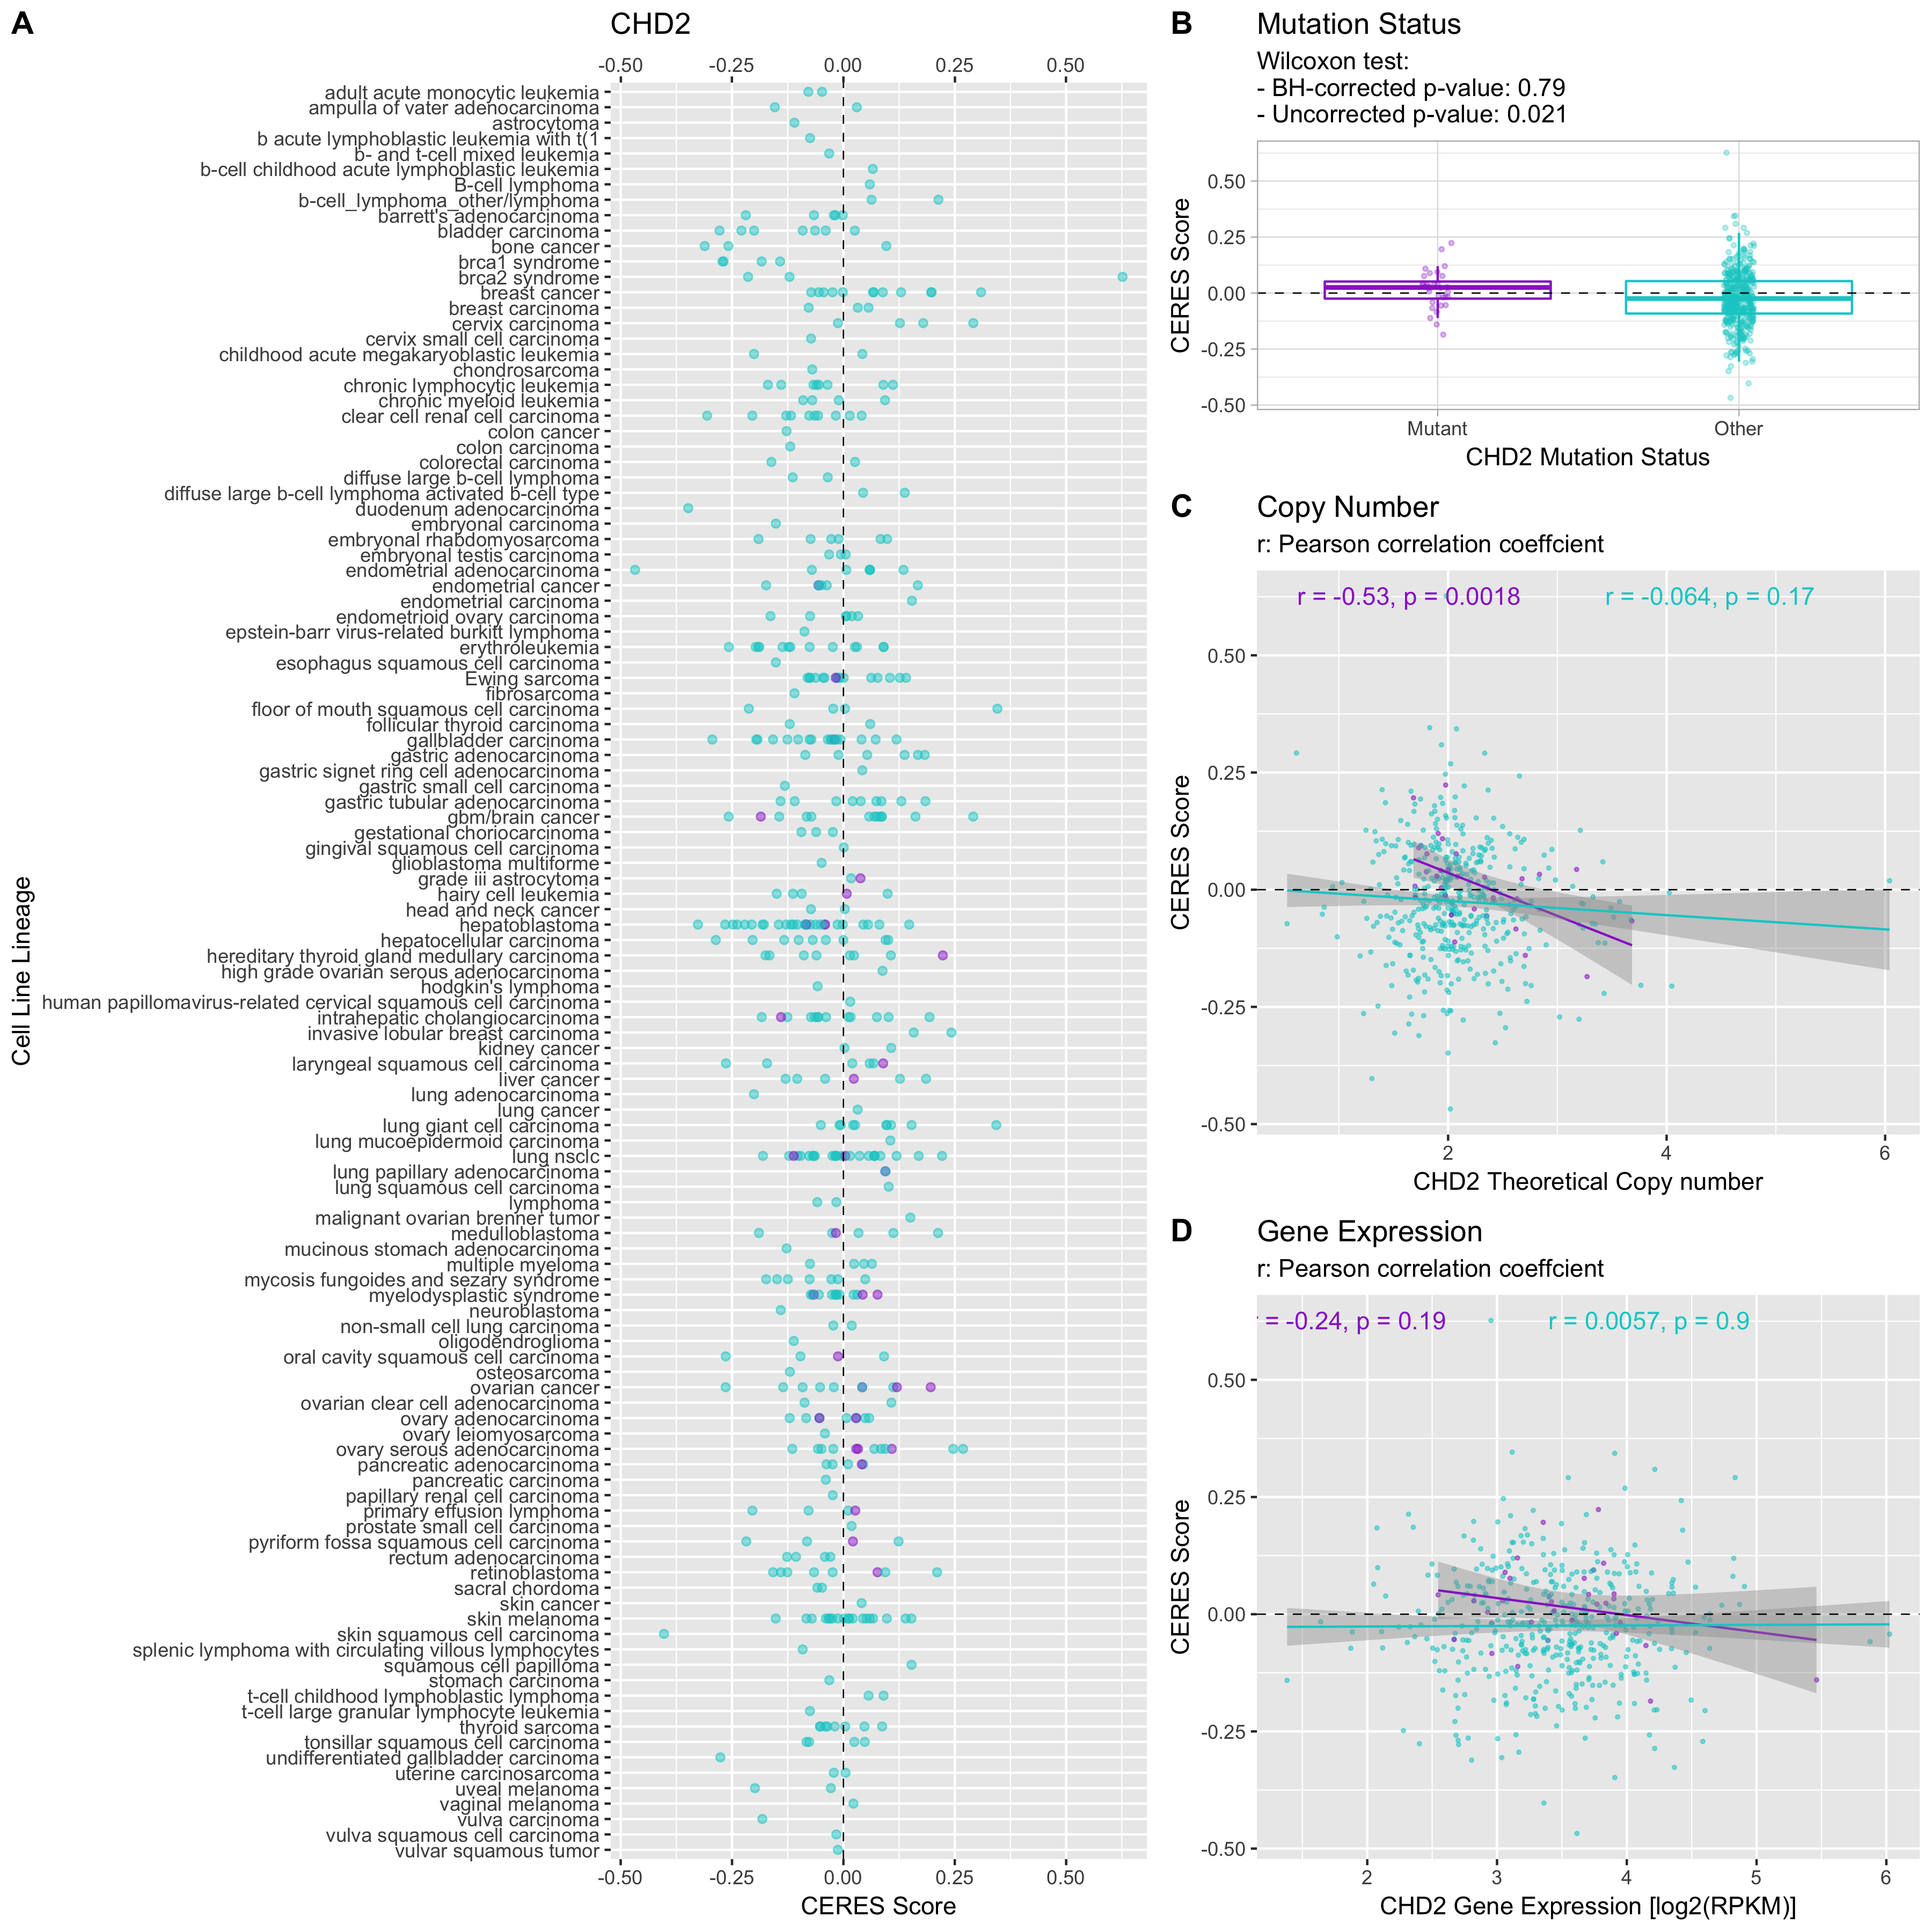 A
CHD2
-0.50 -0.25 0.00 0.25 0.50
Cell Line Lineage
adult acute monocytic leukemia
ampulla of vater adenocarcinoma
astrocytoma
b acute lymphoblastic leukemia with t(1
b- and t-cell mixed leukemia
b-cell childhood acute lymphoblastic leukemia
B-cell lymphoma
b-cell_lymphoma_other/lymphoma
barrett's adenocarcinoma
bladder carcinoma
bone cancer
brca1 syndrome
brca2 syndrome
breast cancer
breast carcinoma
cervix carcinoma
cervix small cell carcinoma
childhood acute megakaryoblastic leukemia
chondrosarcoma
chronic lymphocytic leukemia
chronic myeloid leukemia
clear cell renal cell carcinoma
colon cancer
colon carcinoma
colorectal carcinoma
diffuse large b-cell lymphoma
diffuse large b-cell lymphoma activated b-cell type
duodenum adenocarcinoma
embryonal carcinoma
embryonal rhabdomyosarcoma
embryonal testis carcinoma
endometrial adenocarcinoma
endometrial cancer
endometrial carcinoma
endometrioid ovary carcinoma
epstein-barr virus-related burkitt lymphoma
erythroleukemia
esophagus squamous cell carcinoma
Ewing sarcoma
fibrosarcoma
floor of mouth squamous cell carcinoma
follicular thyroid carcinoma
gallbladder carcinoma
gastric adenocarcinoma
gastric signet ring cell adenocarcinoma
gastric small cell carcinoma
gastric tubular adenocarcinoma
gbm/brain cancer
gestational choriocarcinoma
gingival squamous cell carcinoma
glioblastoma multiforme
grade iii astrocytoma
hairy cell leukemia
head and neck cancer
hepatoblastoma
hepatocellular carcinoma
hereditary thyroid gland medullary carcinoma
high grade ovarian serous adenocarcinoma
hodgkin's lymphoma
human papillomavirus-related cervical squamous cell carcinoma
intrahepatic cholangiocarcinoma
invasive lobular breast carcinoma
kidney cancer
laryngeal squamous cell carcinoma
liver cancer
lung adenocarcinoma
lung cancer
lung giant cell carcinoma
lung mucoepidermoid carcinoma
lung nsclc
lung papillary adenocarcinoma
lung squamous cell carcinoma
lymphoma
malignant ovarian brenner tumor
medulloblastoma
mucinous stomach adenocarcinoma
multiple myeloma
mycosis fungoides and sezary syndrome
myelodysplastic syndrome
neuroblastoma
non-small cell lung carcinoma
oligodendroglioma
oral cavity squamous cell carcinoma
osteosarcoma
ovarian cancer
ovarian clear cell adenocarcinoma
ovary adenocarcinoma
ovary leiomyosarcoma
ovary serous adenocarcinoma
pancreatic adenocarcinoma
pancreatic carcinoma
papillary renal cell carcinoma
primary effusion lymphoma
prostate small cell carcinoma
pyriform fossa squamous cell carcinoma
rectum adenocarcinoma
retinoblastoma
sacral chordoma
skin cancer
skin melanoma
skin squamous cell carcinoma
splenic lymphoma with circulating villous lymphocytes
squamous cell papilloma
stomach carcinoma
t-cell childhood lymphoblastic lymphoma
t-cell large granular lymphocyte leukemia
thyroid sarcoma
tonsillar squamous cell carcinoma
undifferentiated gallbladder carcinoma
uterine carcinosarcoma
uveal melanoma
vaginal melanoma
vulva carcinoma
vulva squamous cell carcinoma
vulvar squamous tumor
-0.50 -0.25 0.00 0.25 0.50
CERES Score
B
Mutation Status
Wilcoxon test:
- BH-corrected p-value: 0.79
- Uncorrected p-value: 0.021
CERES Score
0.50
0.25
0.00
-0.25
-0.50
Mutant Other
CHD2 Mutation Status
C
Copy Number
r: Pearson correlation coeffcient
r = -0.53, p = 0.0018 r = -0.064, p = 0.17
CERES Score
0.50
0.25
0.00
-0.25
-0.50
2 4 6
CHD2 Theoretical Copy number
D
Gene Expression
r: Pearson correlation coeffcient
= -0.24, p = 0.19 r = 0.0057, p = 0.9
CERES Score
0.50
0.25
0.00
-0.25
-0.50
2 3 4 5 6
CHD2 Gene Expression [log2(RPKM)]